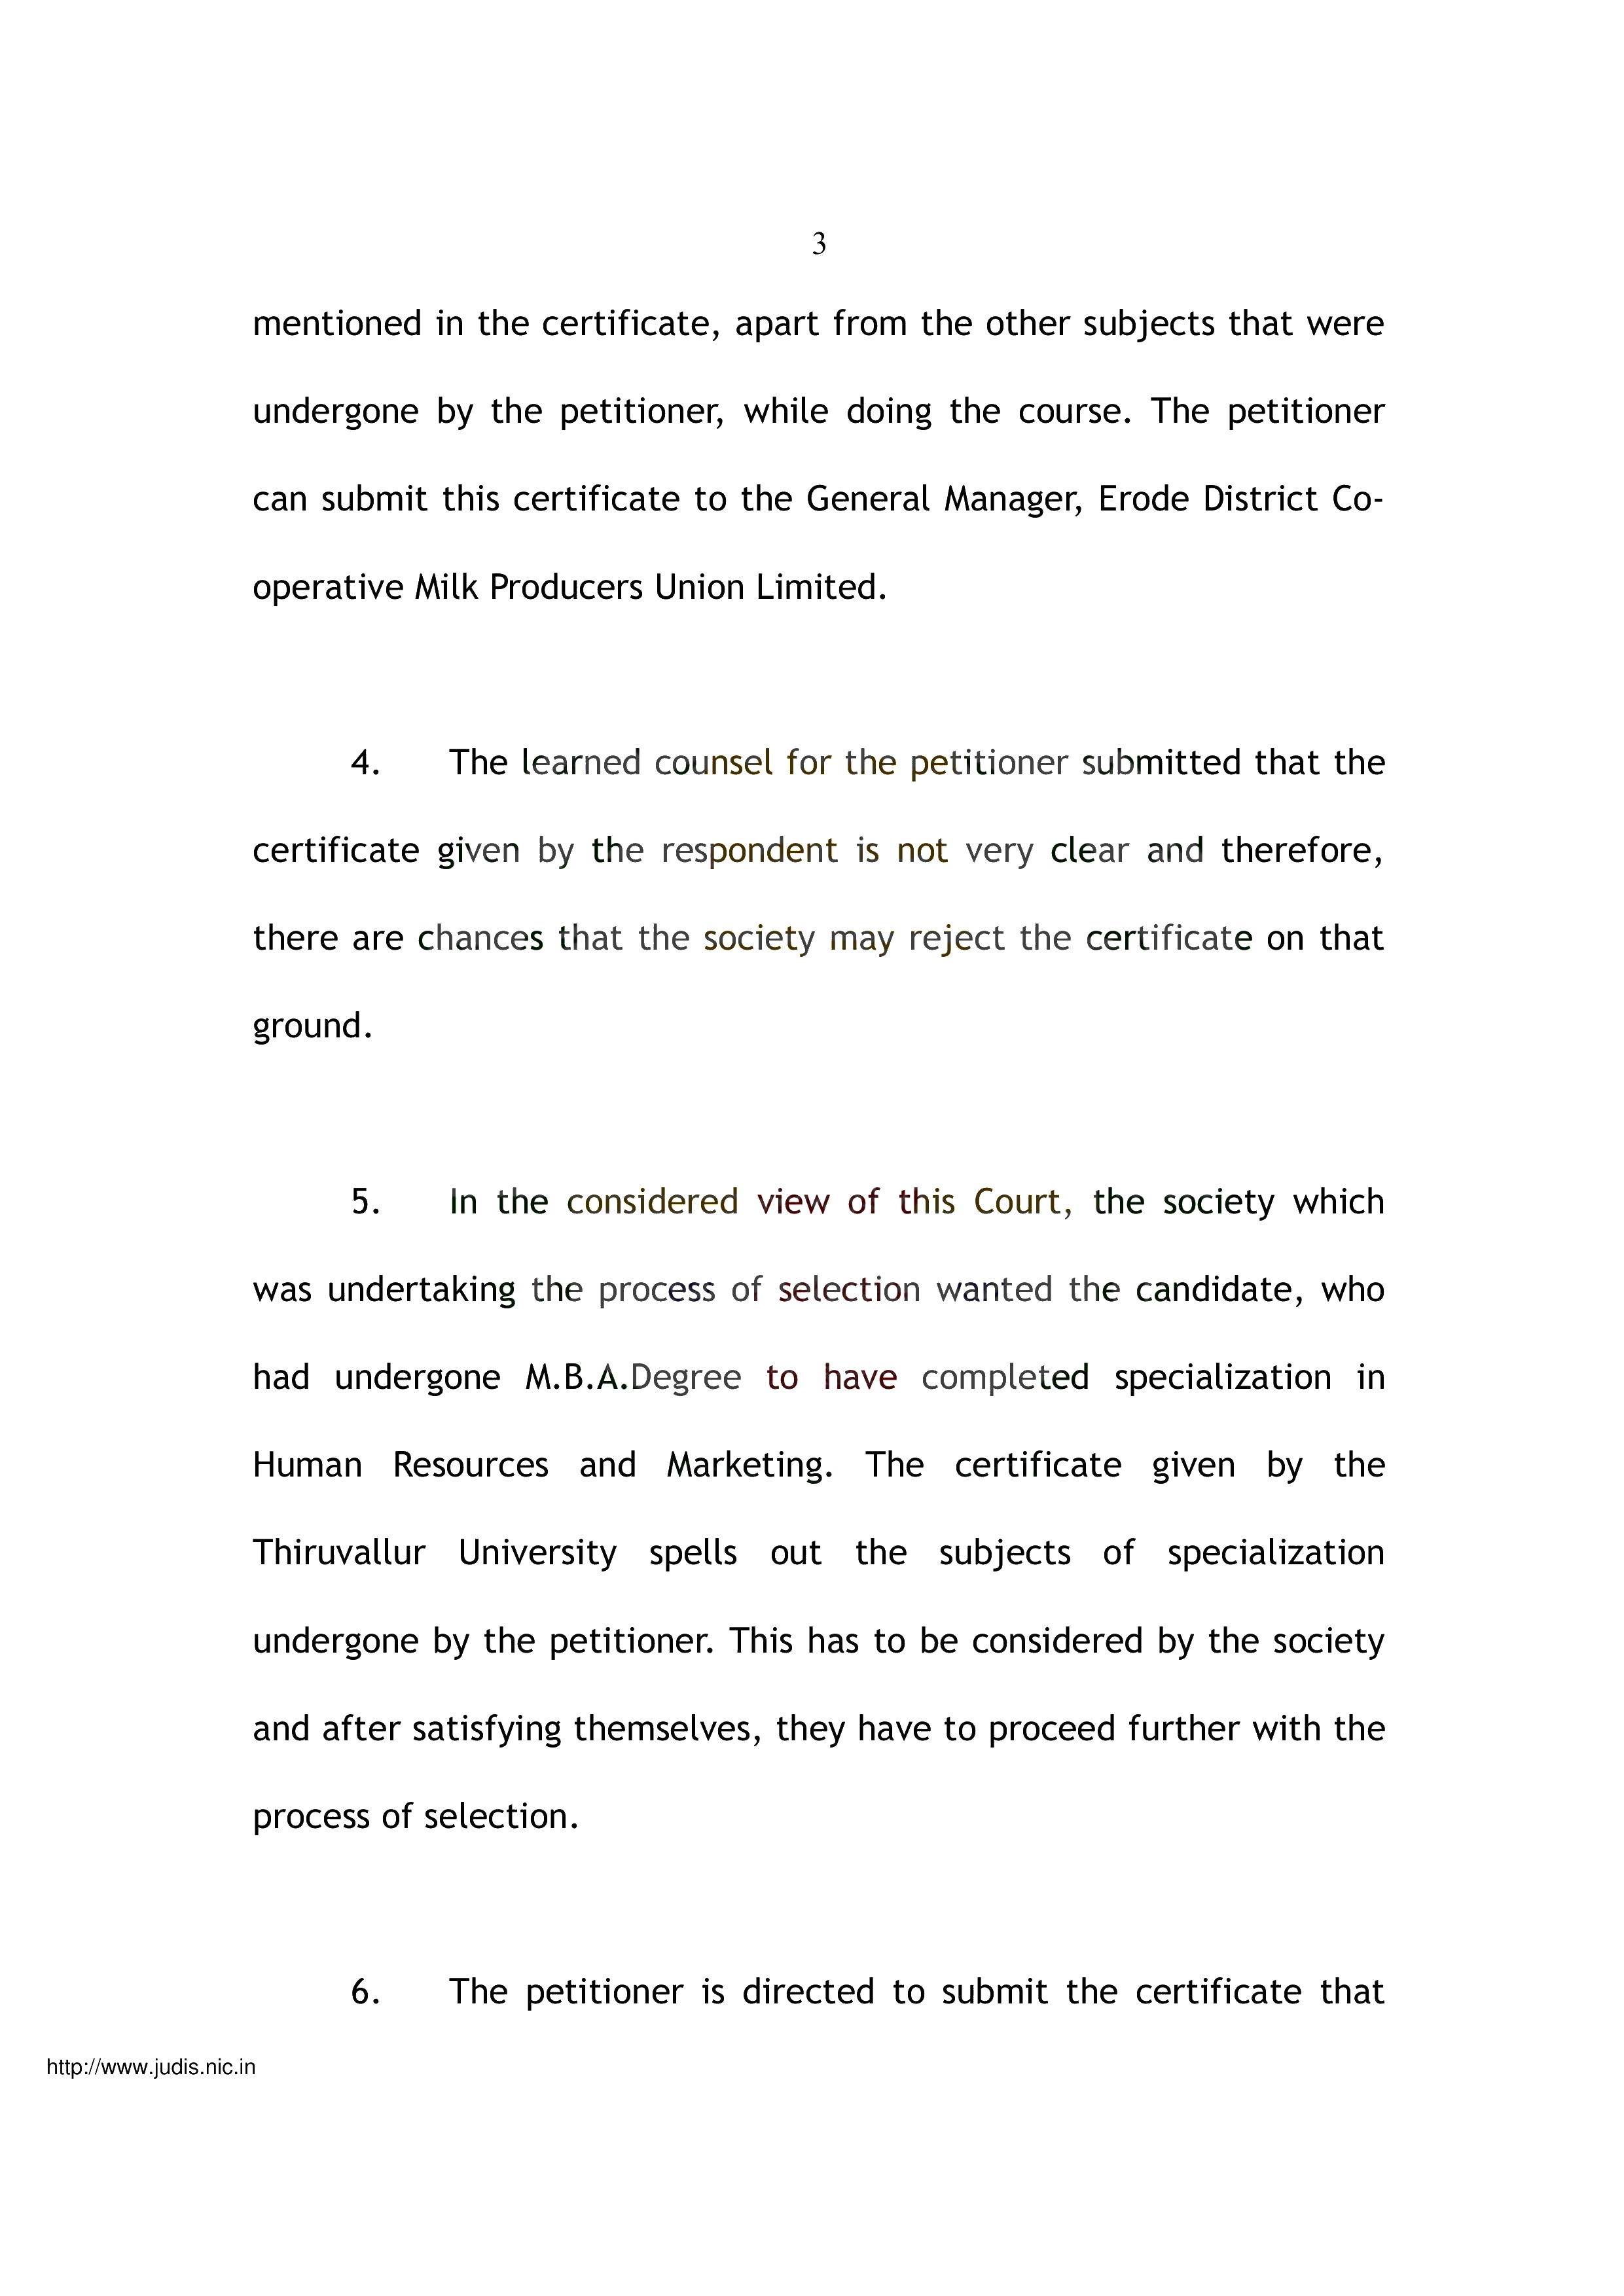 3
mentioned in the certificate, apart from the other subjects that were
undergone by the petitioner, while doing the course. The petitioner
can submit this certificate to the General Manager, Erode District Co-
operative Milk Producers Union Limited.
4. The learned counsel for the petitioner submitted that the
certificate given by the respondent is not very clear and therefore,
there are chances that the society may reject the certificate on that
ground.
5. In the considered view of this Court, the society which
was undertaking the process of selection wanted the candidate, who
had undergone M.B.A.Degree to have completed specialization in
Human Resources and Marketing. The certificate given by the
Thiruvallur University spells out the subjects of specialization
undergone by the petitioner. This has to be considered by the society
and after satisfying themselves, they have to proceed further with the
process of selection.
6. The petitioner is directed to submit the certificate that
http://www.judis.nic.in